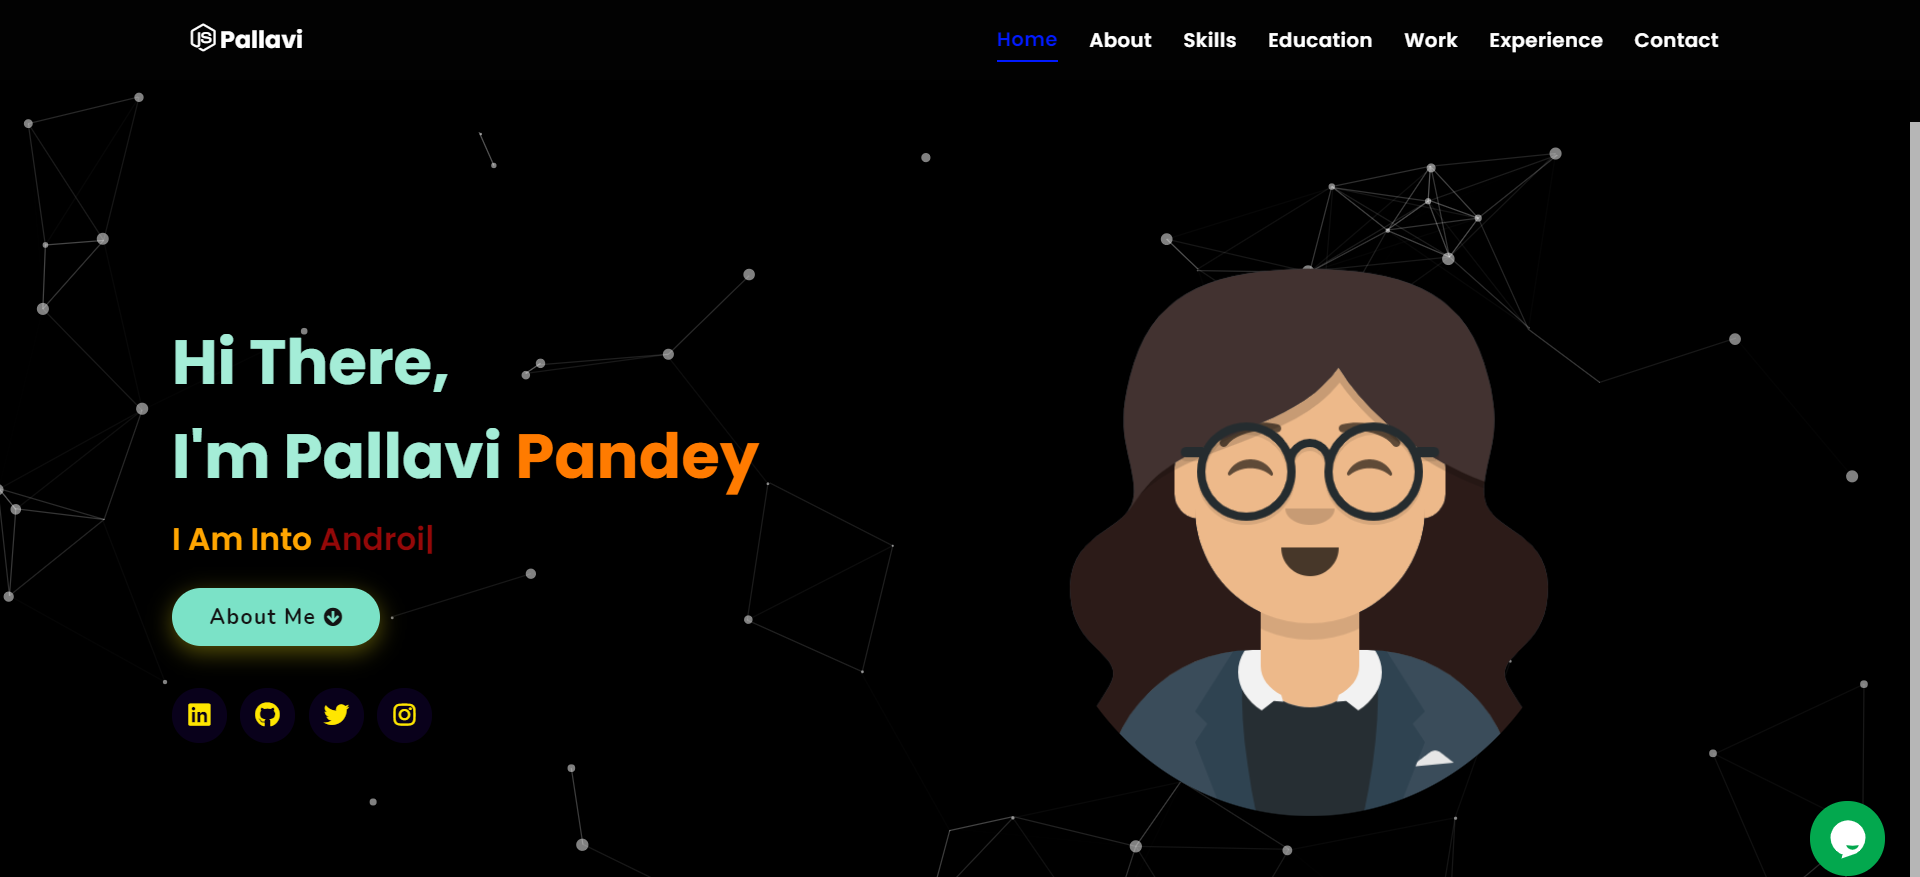 Pallavi
Home About Skills Education Work Experience Contact
Hi There,
I'm Pallavi Pandey
I Am Into Androi|
About Me